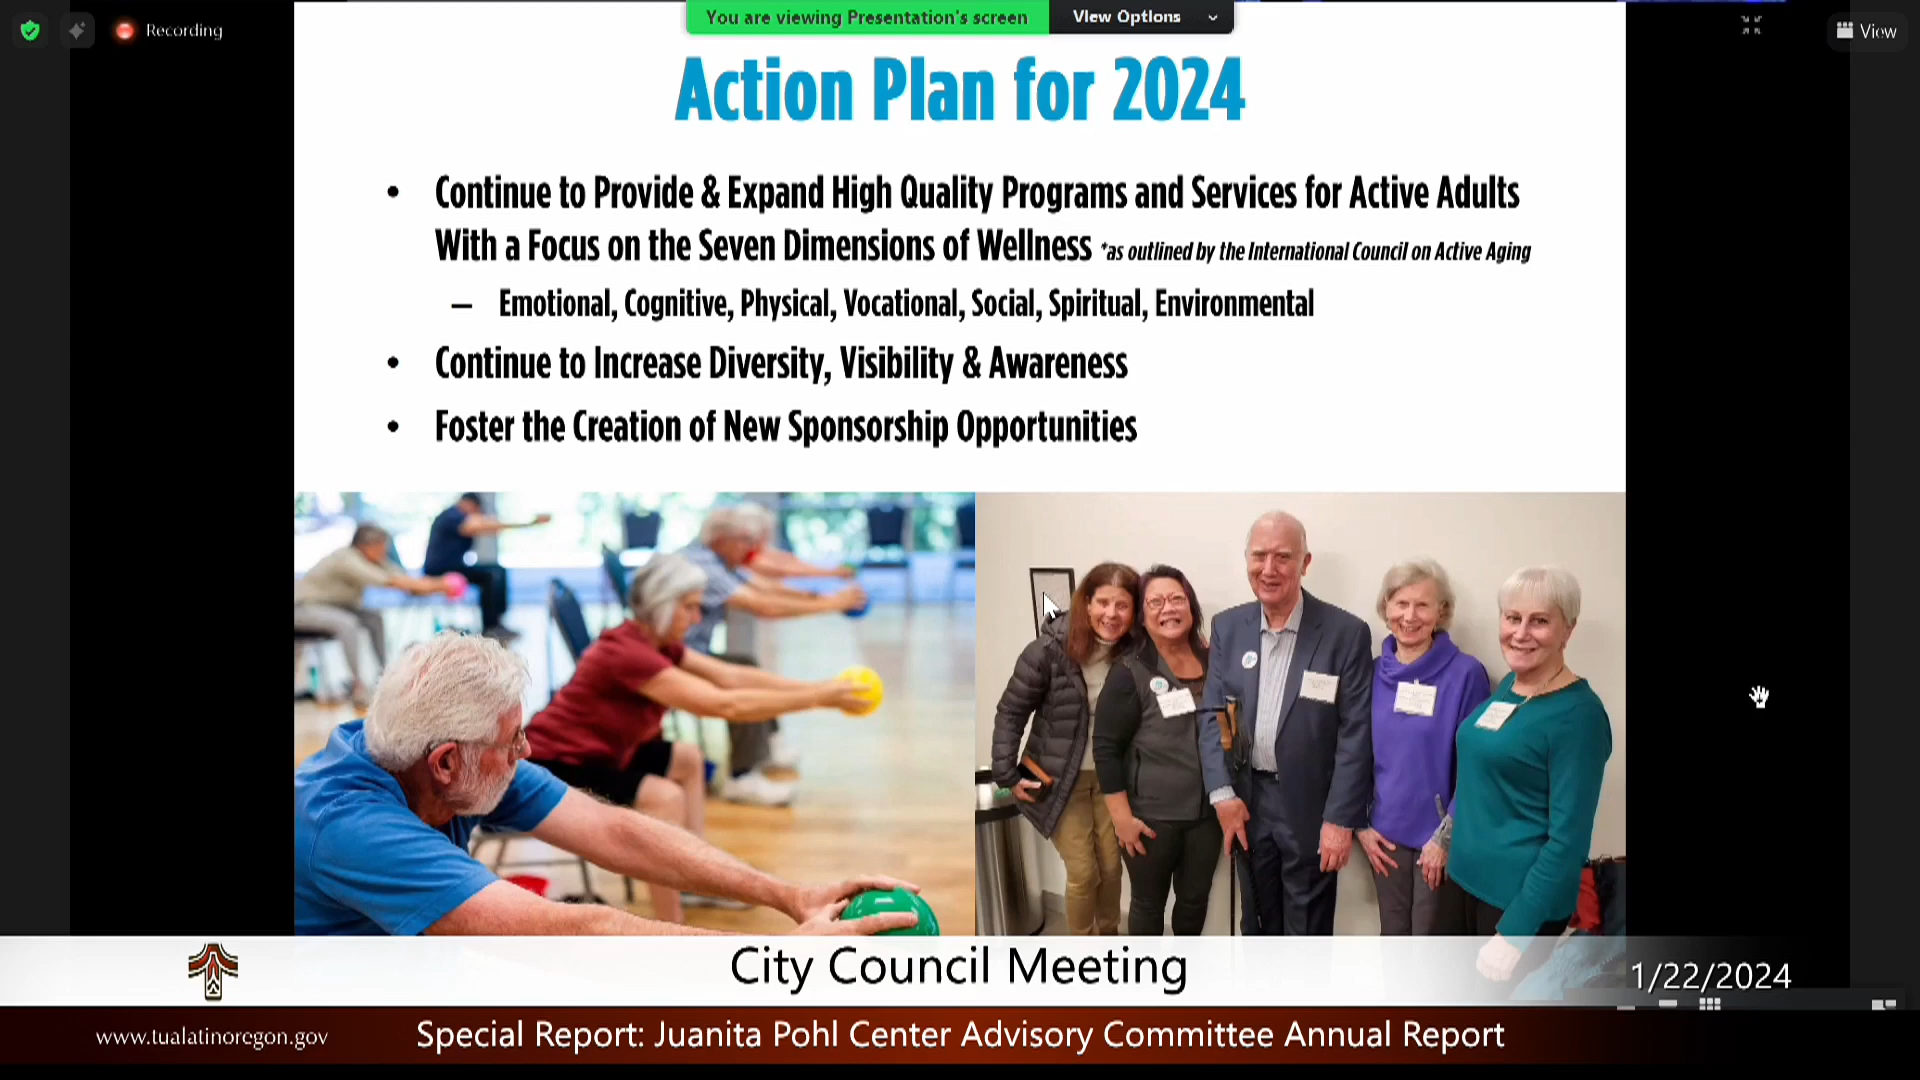 Recording
You are viewing Presentation's screen
View Options
View
Action Plan for 2024
• Continue to Provide & Expand High Quality Programs and Services for Active Adults
With a Focus on the Seven Dimensions of Wellness *as outlined by the International Council on Active Aging
– Emotional, Cognitive, Physical, Vocational, Social, Spiritual, Environmental
• Continue to Increase Diversity, Visibility & Awareness
• Foster the Creation of New Sponsorship Opportunities
City Council Meeting
1/22/2024
www.tualatinoregon.gov
Special Report: Juanita Pohl Center Advisory Committee Annual Report